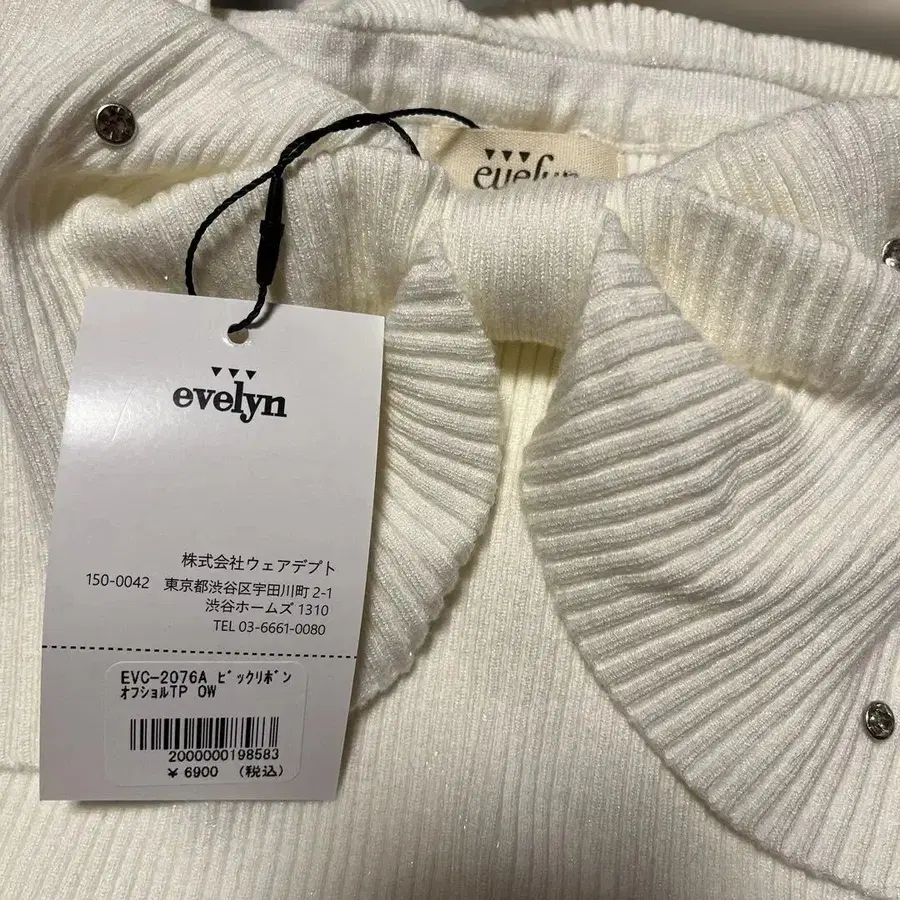 evelyn
evelyn
株式会社ウェアデプト
150-0042 東京都渋谷区宇田川町 2-1
渋谷ホームズ 1310
TEL 03-6661-0080
EVC-2076A ﾋﾞｯｸﾘﾎﾞﾝ
ｵﾌｼｮﾙTP OW
2000000198583
¥ 6900 (税込)